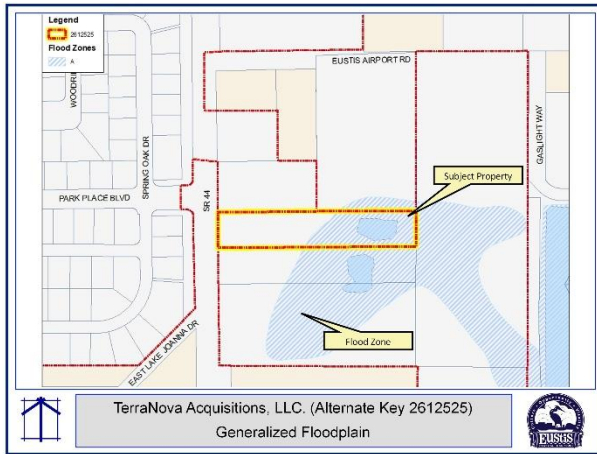 Legend
2612525
Flood Zones
A
WOODRI
SPRING OAK DR
PARK PLACE BLVD
SR 44
EAST LAKE JOANNA DR
EUSTIS AIRPORT RD
GASLIGHT WAY
Subject Property
Flood Zone
TerraNova Acquisitions, LLC. (Alternate Key 2612525)
Generalized Floodplain
EUSTIS